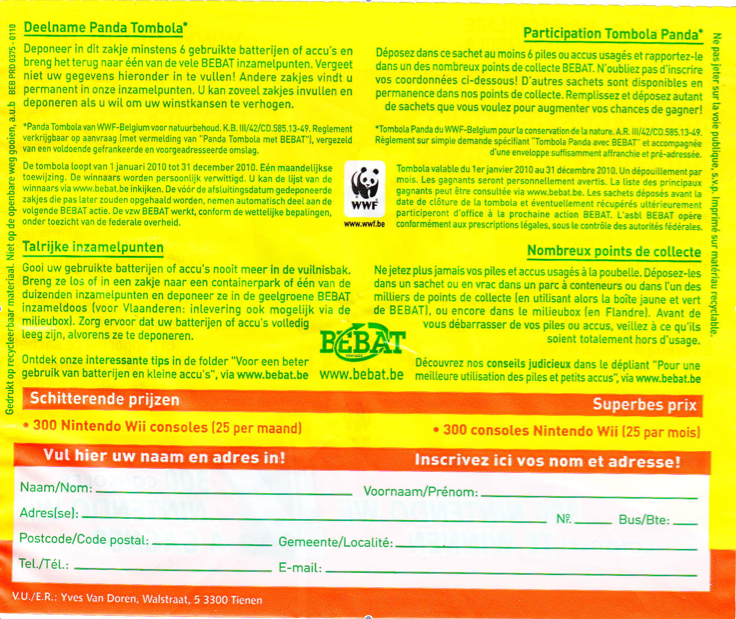 Deelname Panda Tombola*
Deponeer in dit zakje minstens 6 gebruikte batterijen of accu's en
breng het terug naar één van de vele BEBAT inzamelpunten. Vergeet
niet uw gegevens hieronder in te vullen! Andere zakjes vindt u
permanent in onze inzamelpunten. U kan zoveel zakjes invullen en
deponeren als u wil om uw winstkansen te verhogen.
*Panda Tombola van WWF-Belgium voor natuurbehoud. K.B. III/42/CD.585.13-49. Reglement
verkrijgbaar op aanvraag (met vermelding van "Panda Tombola met BEBAT"), vergezeld
van een voldoende gefrankeerde en voorgeadresseerde omslag.
De tombola loopt van 1 januari 2010 tot 31 december 2010. Eén maandelijkse
toewijzing. De winnaars worden persoonlijk verwittigd. U kan de lijst van de
winnaars via www.bebat.be inkijken. De vóór de afsluitingsdatum gedeponeerde
zakjes die pas later zouden opgehaald worden, nemen automatisch deel aan de
volgende BEBAT actie. De vzw BEBAT werkt, conform de wettelijke bepalingen,
onder toezicht van de federale overheid.
Talrijke inzamelpunten
Gooi uw gebruikte batterijen of accu's nooit meer in de vuilnisbak.
Breng ze los of in een zakje naar een containerpark of één van de
duizenden inzamelpunten en deponeer ze in de geelgroene BEBAT
inzameldoos (voor Vlaanderen: inlevering ook mogelijk via de
milieubox). Zorg ervoor dat uw batterijen of accu's volledig
leeg zijn, alvorens ze te deponeren.
Ontdek onze interessante tips in de folder "Voor een beter
gebruik van batterijen en kleine accu's", via www.bebat.be
Participation Tombola Panda*
Déposez dans ce sachet au moins 6 piles ou accus usagés et rapportez-le
dans un des nombreux points de collecte BEBAT. N'oubliez pas d'inscrire
vos coordonnées ci-dessous! D'autres sachets sont disponibles en
permanence dans nos points de collecte. Remplissez et déposez autant
de sachets que vous voulez pour augmenter vos chances de gagner!
*Tombola Panda du WWF-Belgium pour la conservation de la nature. A.R. III/42/CD.585.13-49.
Règlement sur simple demande spécifiant "Tombola Panda avec BEBAT" et accompagnée
d'une enveloppe suffisamment affranchie et pré-adressée.
Tombola valable du 1er janvier 2010 au 31 décembre 2010. Un dépouillement par
mois. Les gagnants seront personnellement avertis. La liste des principaux
gagnants peut être consultée via www.bebat.be. Les sachets déposés avant la
date de clôture de la tombola et éventuellement récupérés ultérieurement
participeront d'office à la prochaine action BEBAT. L'asbl BEBAT opère
conformément aux prescriptions légales, sous le contrôle des autorités fédérales.
Nombreux points de collecte
Ne jetez plus jamais vos piles et accus usagés à la poubelle. Déposez-les
dans un sachet ou en vrac dans un parc à conteneurs ou dans l'un des
milliers de points de collecte (en utilisant alors la boîte jaune et vert
de BEBAT), ou encore dans le milieubox (en Flandre). Avant de
vous débarrasser de vos piles ou accus, veillez à ce qu'ils
soient totalement hors d'usage.
Découvrez nos conseils judicieux dans le dépliant "Pour une
meilleure utilisation des piles et petits accus", via www.bebat.be
WWF
www.wwf.be
BEBAT
www.bebat.be
Gedrukt op recycleerbaar materiaal. Niet op de openbare weg gooien, a.u.b BEB PRD 0375 - 0110
Ne pas jeter sur la voie publique, s.v.p. Imprimé sur matériau recyclable.
Schitterende prijzen
Superbes prix
• 300 Nintendo Wii consoles (25 per maand)
• 300 consoles Nintendo Wii (25 par mois)
Vul hier uw naam en adres in!
Inscrivez ici vos nom et adresse!
Naam/Nom: Voornaam/Prénom:
Adres(se): Nº. Bus/Bte:
Postcode/Code postal: Gemeente/Localité:
Tel./Tél.: E-mail:
V.U./E.R.: Yves Van Doren, Walstraat, 5 3300 Tienen